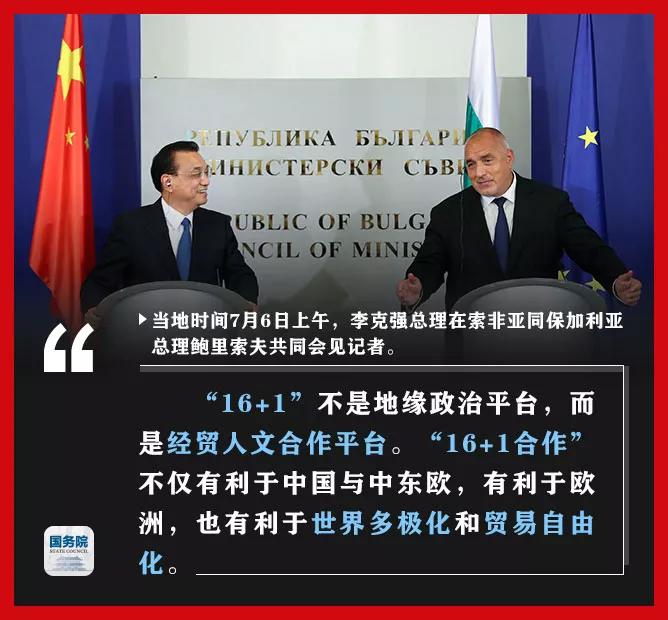 РЕПУБЛИКА БЪЛГАРИ
МИНИСТЕРСКИ СЪВЕ
PUBLIC OF BULG
COUNCIL OF MINIS
当地时间7月6日上午，李克强总理在索非亚同保加利亚
总理鲍里索夫共同会见记者。
“16+1”不是地缘政治平台，而
是经贸人文合作平台。“16+1合作”
不仅有利于中国与中东欧，有利于欧
洲，也有利于世界多极化和贸易自由
化。
国务院
STATE COUNCIL